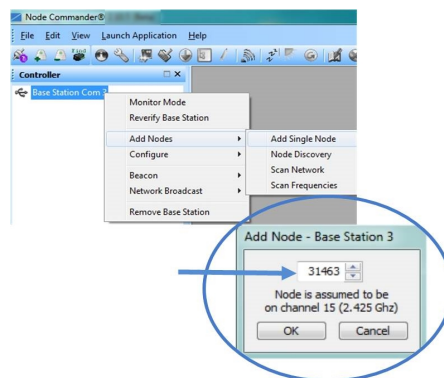 Node Commander®
File Edit View Launch Application Help
Controller
Base Station Com 3
Monitor Mode
Reverify Base Station
Add Nodes
Configure
Beacon
Network Broadcast
Remove Base Station
Add Single Node
Node Discovery
Scan Network
Scan Frequencies
Add Node - Base Station 3
31463
Node is assumed to be
on channel 15 (2.425 Ghz)
OK Cancel